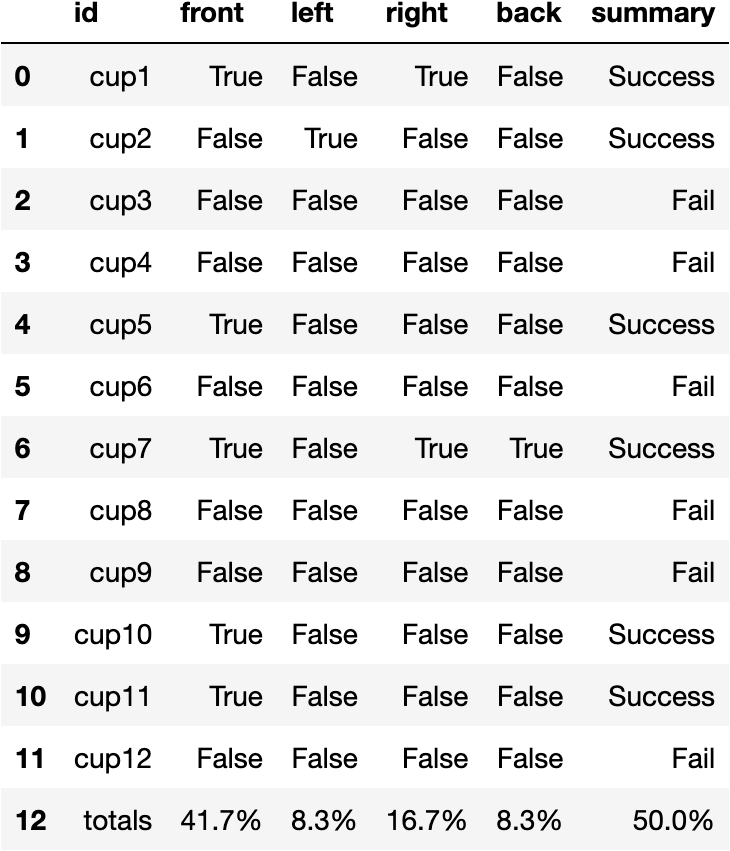 id front left right back summary
0 cup1 True False True False Success
1 cup2 False True False False Success
2 cup3 False False False False Fail
3 cup4 False False False False Fail
4 cup5 True False False False Success
5 cup6 False False False False Fail
6 cup7 True False True True Success
7 cup8 False False False False Fail
8 cup9 False False False False Fail
9 cup10 True False False False Success
10 cup11 True False False False Success
11 cup12 False False False False Fail
12 totals 41.7% 8.3% 16.7% 8.3% 50.0%